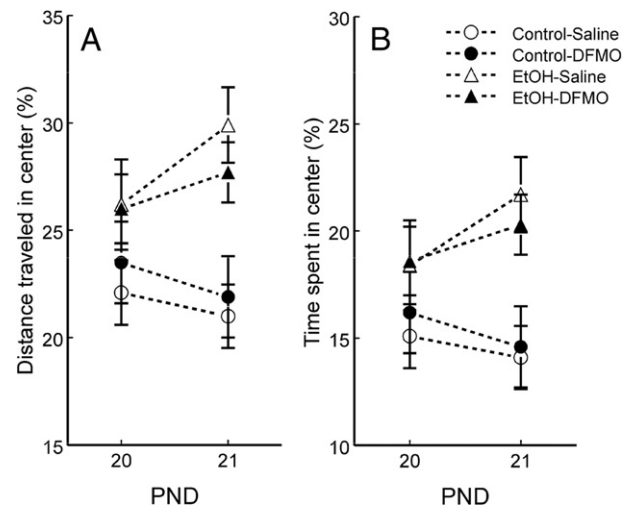 A
Distance traveled in center (%)
35
30
25
20
15
20
21
PND
B
Control-Saline
Control-DFMO
EtOH-Saline
EtOH-DFMO
Time spent in center (%)
30
25
20
15
10
20
21
PND